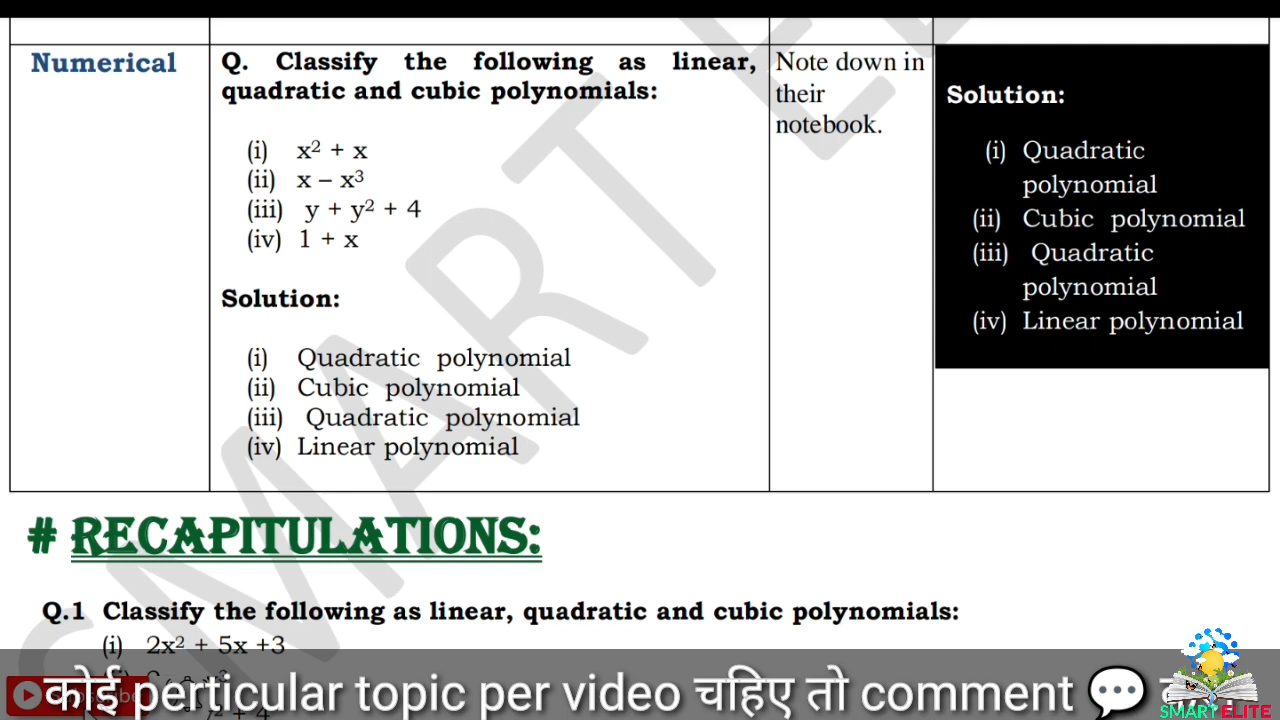 Numerical
Q. Classify the following as linear,
quadratic and cubic polynomials:
(i) x² + x
(ii) x – x³
(iii) y + y² + 4
(iv) 1 + x
Solution:
(i) Quadratic polynomial
(ii) Cubic polynomial
(iii) Quadratic polynomial
(iv) Linear polynomial
Note down in
their
notebook.
Solution:
(i) Quadratic
polynomial
(ii) Cubic polynomial
(iii) Quadratic
polynomial
(iv) Linear polynomial
# RECAPITULATIONS:
Q.1 Classify the following as linear, quadratic and cubic polynomials:
(i) 2x² + 5x +3
कोई perticular topic per video चहिए तो comment 💬
SMART ELITE
SMART